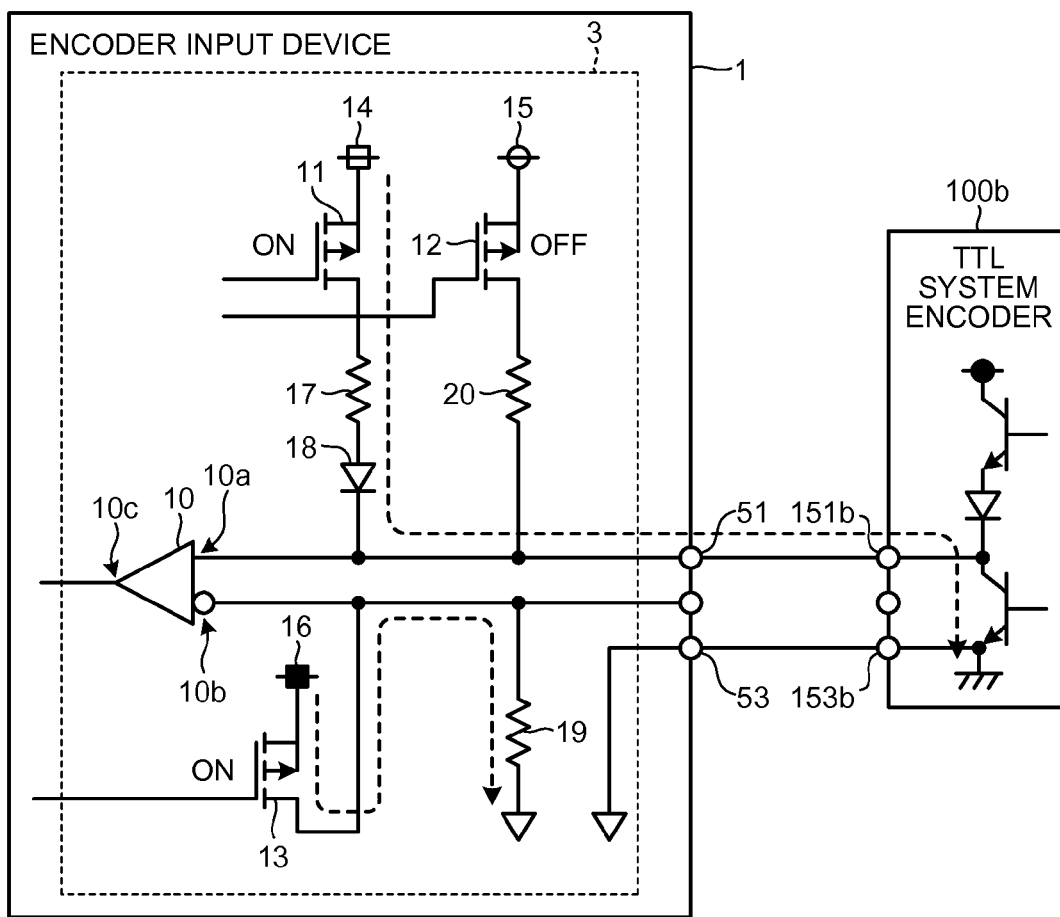 ENCODER INPUT DEVICE
3
1
14
15
11
ON
12
OFF
100b
TTL
SYSTEM
ENCODER
17
20
18
10c
10
10a
51
151b
16
10b
53
153b
19
ON
13